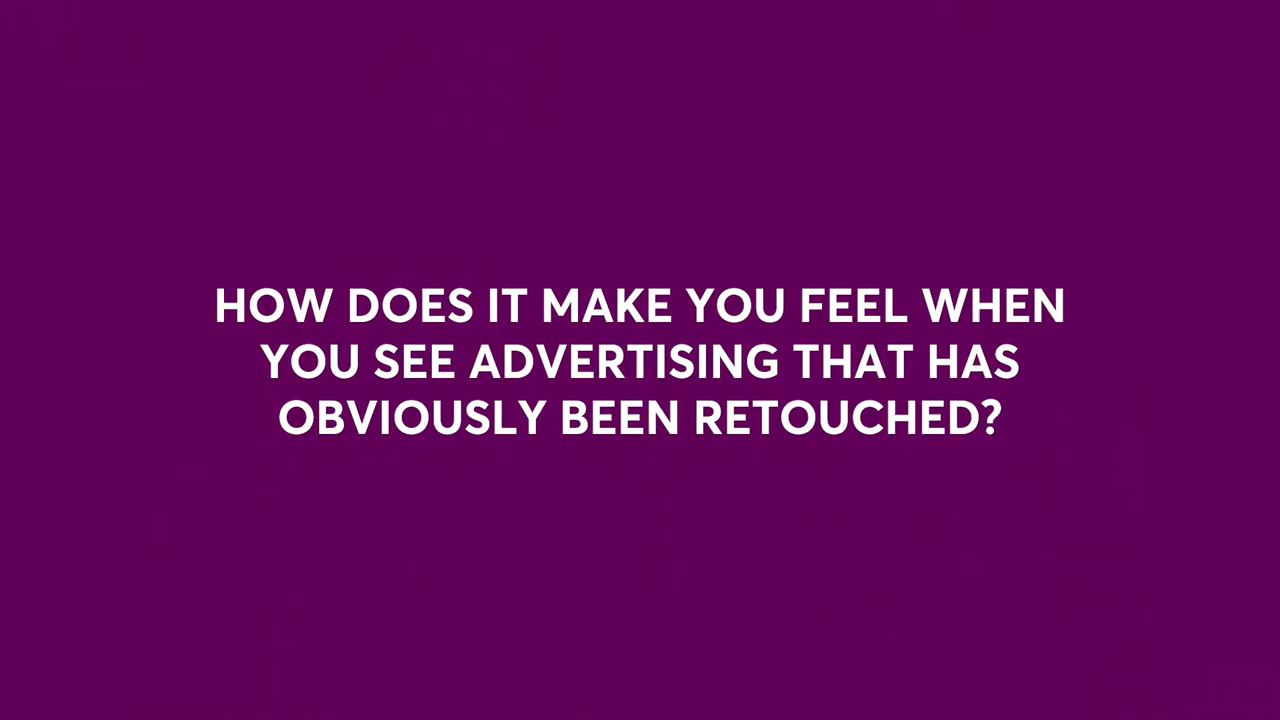 HOW DOES IT MAKE YOU FEEL WHEN
YOU SEE ADVERTISING THAT HAS
OBVIOUSLY BEEN RETOUCHED?